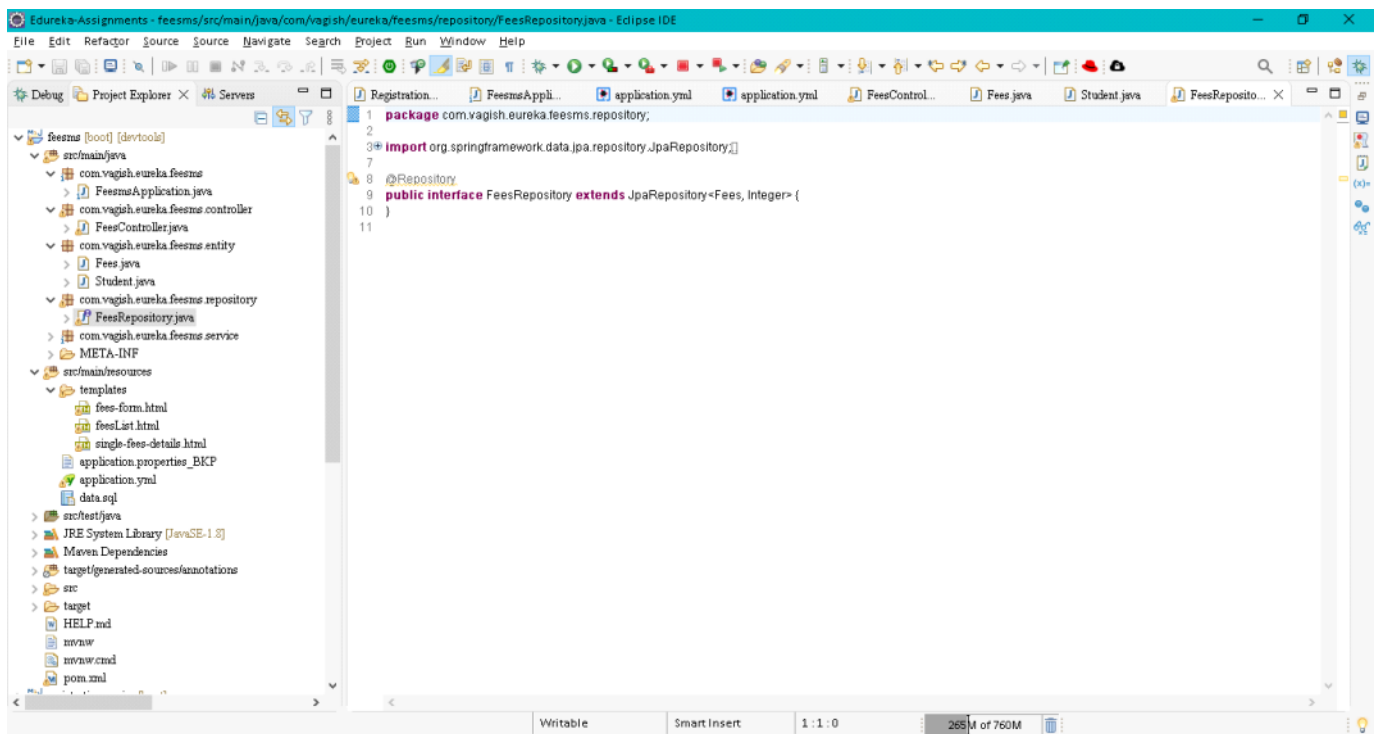 Edureka-Assignments - feesms/src/main/java/com/vagish/eureka/feesms/repository/FeesRepository.java - Eclipse IDE
File Edit Refactor Source Source Navigate Search Project Run Window Help
Debug Project Explorer Servers
Registration... FeesmsAppli... application.yml application.yml FeesControl... Fees.java Student.java FeesReposito...
feesms [boot] [devtools]
src/main/java
com.vagish.eureka.feesms
FeesmsApplication.java
com.vagish.eureka.feesms.controller
FeesController.java
com.vagish.eureka.feesms.entity
Fees.java
Student.java
com.vagish.eureka.feesms.repository
FeesRepository.java
com.vagish.eureka.feesms.service
META-INF
src/main/resources
templates
fees-form.html
feesList.html
single-fees-details.html
application.properties_BKP
application.yml
data.sql
src/test/java
JRE System Library [JavaSE-1.8]
Maven Dependencies
target/generated-sources/annotations
src
target
HELP.md
mvnw
mvnw.cmd
pom.xml
1 package com.vagish.eureka.feesms.repository;
2
3 import org.springframework.data.jpa.repository.JpaRepository;
7
8 @Repository
9 public interface FeesRepository extends JpaRepository<Fees, Integer> {
10 }
11
Writable Smart Insert 1 : 1 : 0 265M of 760M